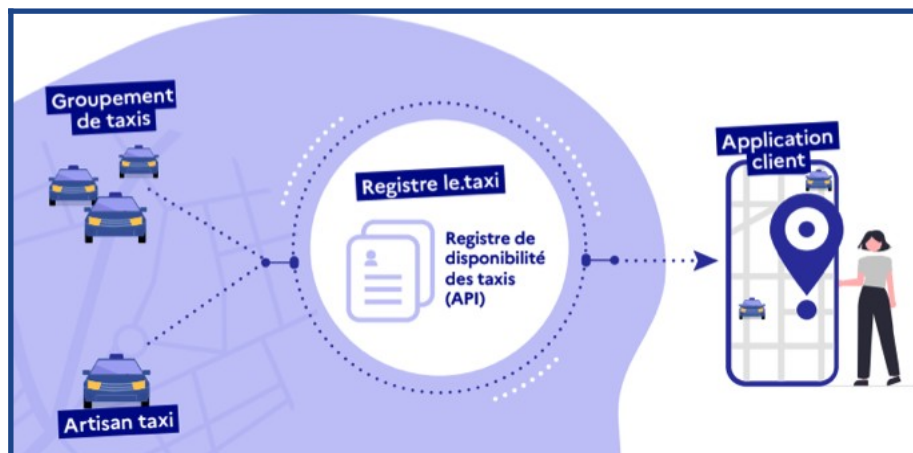 Groupement
de taxis
Artisan taxi
Registre le.taxi
Registre de
disponibilité
des taxis
(API)
Application
client